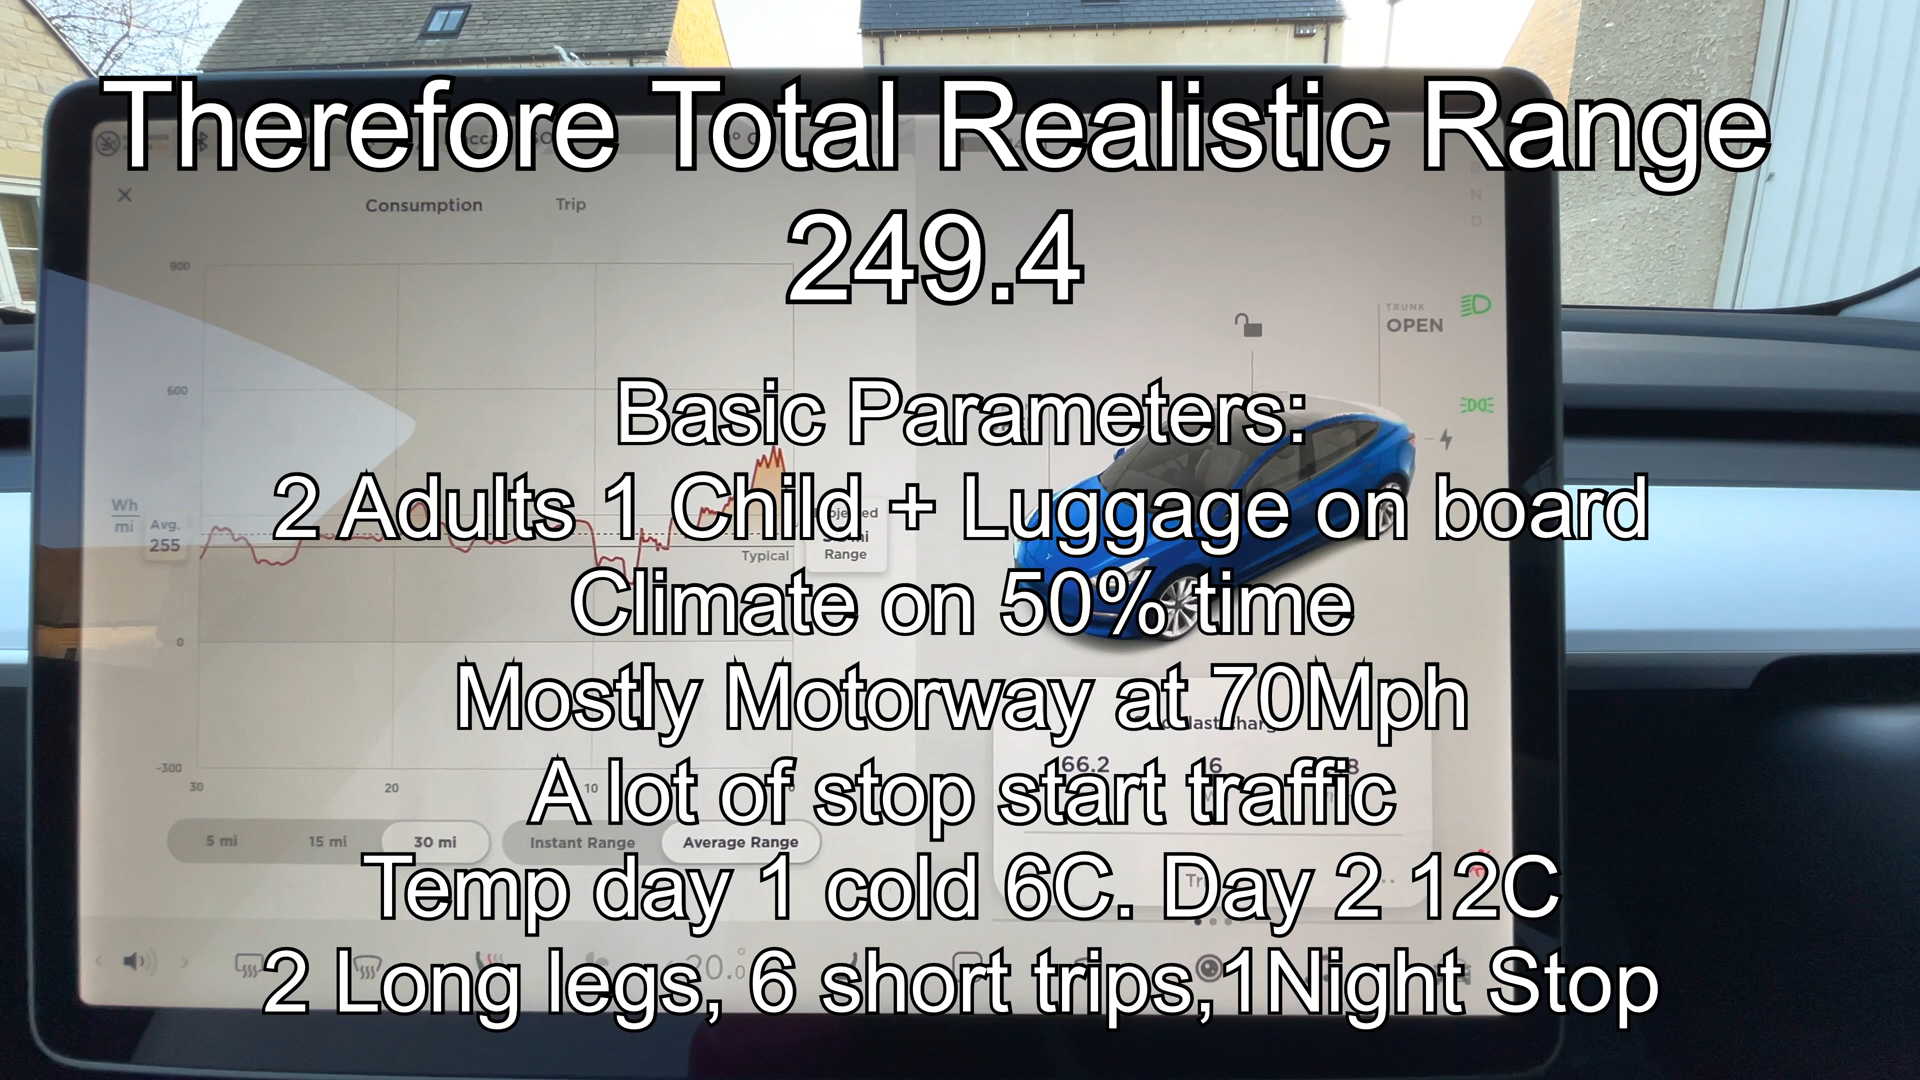 Therefore Total Realistic Range
249.4
Consumption Trip
900
TRUNK
OPEN
600
Basic Parameters:
2 Adults 1 Child + Luggage on board
Wh
mi
Avg.
255
Typical
Range
Climate on 50% time
0
Mostly Motorway at 70Mph
66.2
-300
30 20 10
A lot of stop start traffic
5 mi 15 mi 30 mi Instant Range Average Range
Temp day 1 cold 6C. Day 2 12C
2 Long legs, 6 short trips,1Night Stop